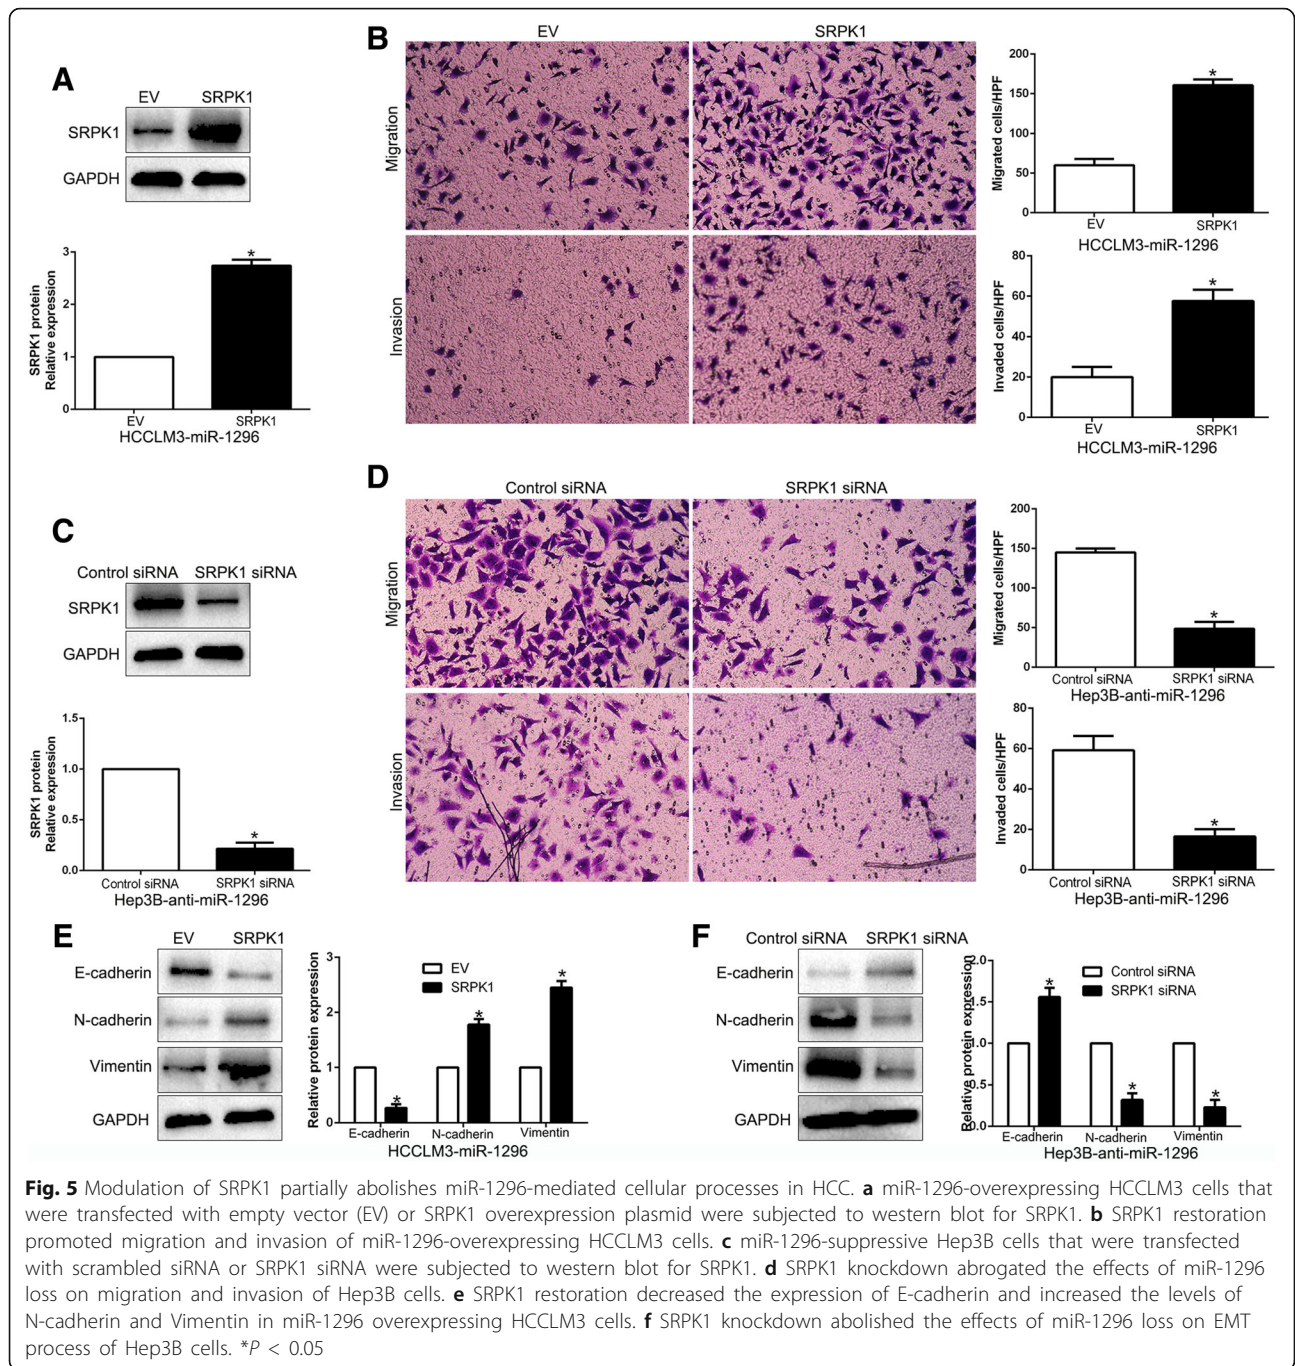 A
EV SRPK1
SRPK1
GAPDH
SRPK1 protein
Relative expression
3
2
1
0
EV SRPK1
HCCLM3-miR-1296
B
EV SRPK1
Migration
Invasion
Migrated cells/HPF
200
150
100
50
0
*
EV SRPK1
HCCLM3-miR-1296
Invaded cells/HPF
80
60
40
20
0
*
EV SRPK1
HCCLM3-miR-1296
C
Control siRNA SRPK1 siRNA
SRPK1
GAPDH
SRPK1 protein
Relative expression
1.5
1.0
0.5
0.0
*
Control siRNA SRPK1 siRNA
Hep3B-anti-miR-1296
D
Control siRNA SRPK1 siRNA
Migration
Invasion
Migrated cells/HPF
200
150
100
50
0
*
Control siRNA SRPK1 siRNA
Hep3B-anti-miR-1296
Invaded cells/HPF
80
60
40
20
0
*
Control siRNA SRPK1 siRNA
Hep3B-anti-miR-1296
E
EV SRPK1
E-cadherin
N-cadherin
Vimentin
GAPDH
Relative protein expression
3
2
1
0
EV
SRPK1
* * *
E-cadherin N-cadherin Vimentin
HCCLM3-miR-1296
F
Control siRNA SRPK1 siRNA
E-cadherin
N-cadherin
Vimentin
GAPDH
Relative protein expression
2.0
1.5
1.0
0.5
0.0
Control siRNA
SRPK1 siRNA
* * *
E-cadherin N-cadherin Vimentin
Hep3B-anti-miR-1296
Fig. 5 Modulation of SRPK1 partially abolishes miR-1296-mediated cellular processes in HCC. a miR-1296-overexpressing HCCLM3 cells that
were transfected with empty vector (EV) or SRPK1 overexpression plasmid were subjected to western blot for SRPK1. b SRPK1 restoration
promoted migration and invasion of miR-1296-overexpressing HCCLM3 cells. c miR-1296-suppressive Hep3B cells that were transfected
with scrambled siRNA or SRPK1 siRNA were subjected to western blot for SRPK1. d SRPK1 knockdown abrogated the effects of miR-1296
loss on migration and invasion of Hep3B cells. e SRPK1 restoration decreased the expression of E-cadherin and increased the levels of
N-cadherin and Vimentin in miR-1296 overexpressing HCCLM3 cells. f SRPK1 knockdown abolished the effects of miR-1296 loss on EMT
process of Hep3B cells. *P < 0.05